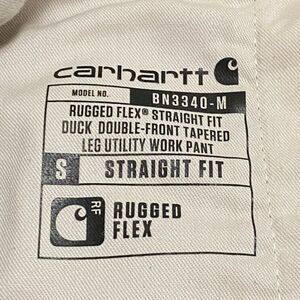 carhartt
MODEL NO. BN3340-M
RUGGED FLEX® STRAIGHT FIT
DUCK DOUBLE-FRONT TAPERED
LEG UTILITY WORK PANT
S STRAIGHT FIT
RF RUGGED
FLEX